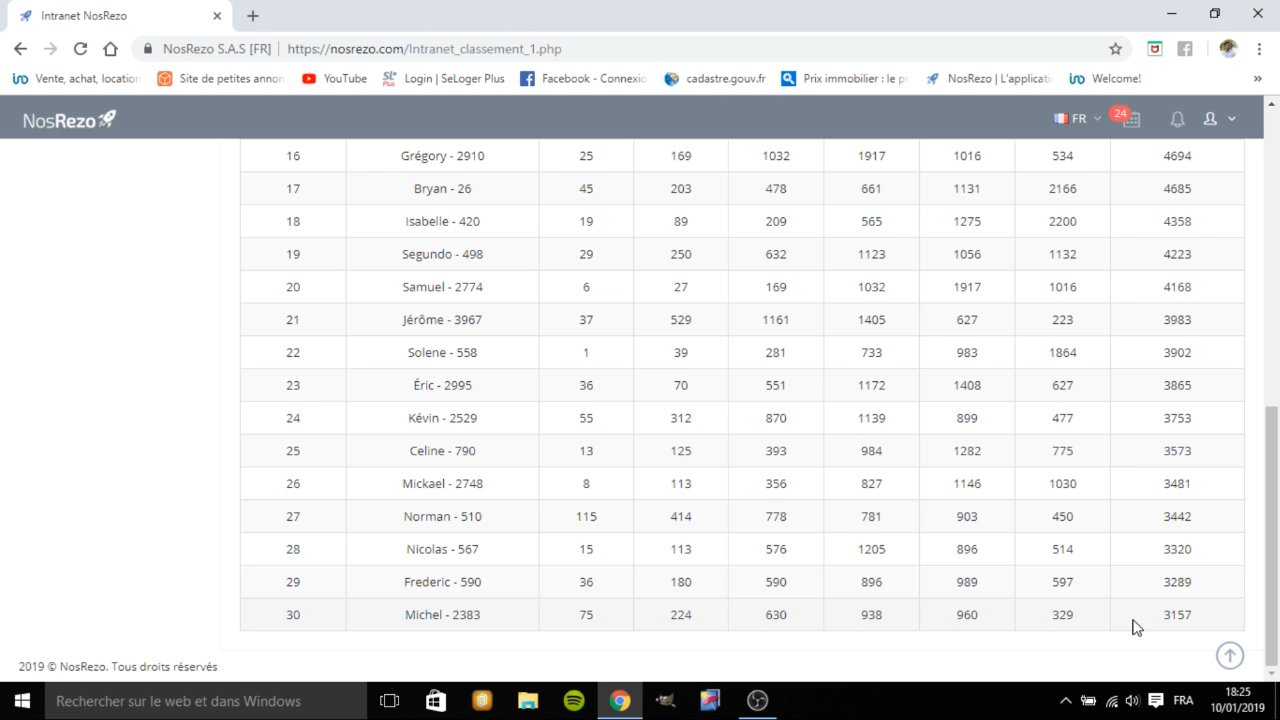 Intranet NosRezo
NosRezo S.A.S [FR] https://nosrezo.com/Intranet_classement_1.php
Vente, achat, location Site de petites annon YouTube Login | SeLoger Plus Facebook - Connexio cadastre.gouv.fr Prix immobilier : le p NosRezo | L'applicati Welcome! »
NosRezo FR 24
16 Grégory - 2910 25 169 1032 1917 1016 534 4694
17 Bryan - 26 45 203 478 661 1131 2166 4685
18 Isabelle - 420 19 89 209 565 1275 2200 4358
19 Segundo - 498 29 250 632 1123 1056 1132 4223
20 Samuel - 2774 6 27 169 1032 1917 1016 4168
21 Jérôme - 3967 37 529 1161 1405 627 223 3983
22 Solene - 558 1 39 281 733 983 1864 3902
23 Éric - 2995 36 70 551 1172 1408 627 3865
24 Kévin - 2529 55 312 870 1139 899 477 3753
25 Celine - 790 13 125 393 984 1282 775 3573
26 Mickael - 2748 8 113 356 827 1146 1030 3481
27 Norman - 510 115 414 778 781 903 450 3442
28 Nicolas - 567 15 113 576 1205 896 514 3320
29 Frederic - 590 36 180 590 896 989 597 3289
30 Michel - 2383 75 224 630 938 960 329 3157
2019 © NosRezo. Tous droits réservés
Rechercher sur le web et dans Windows FRA 18:25
10/01/2019